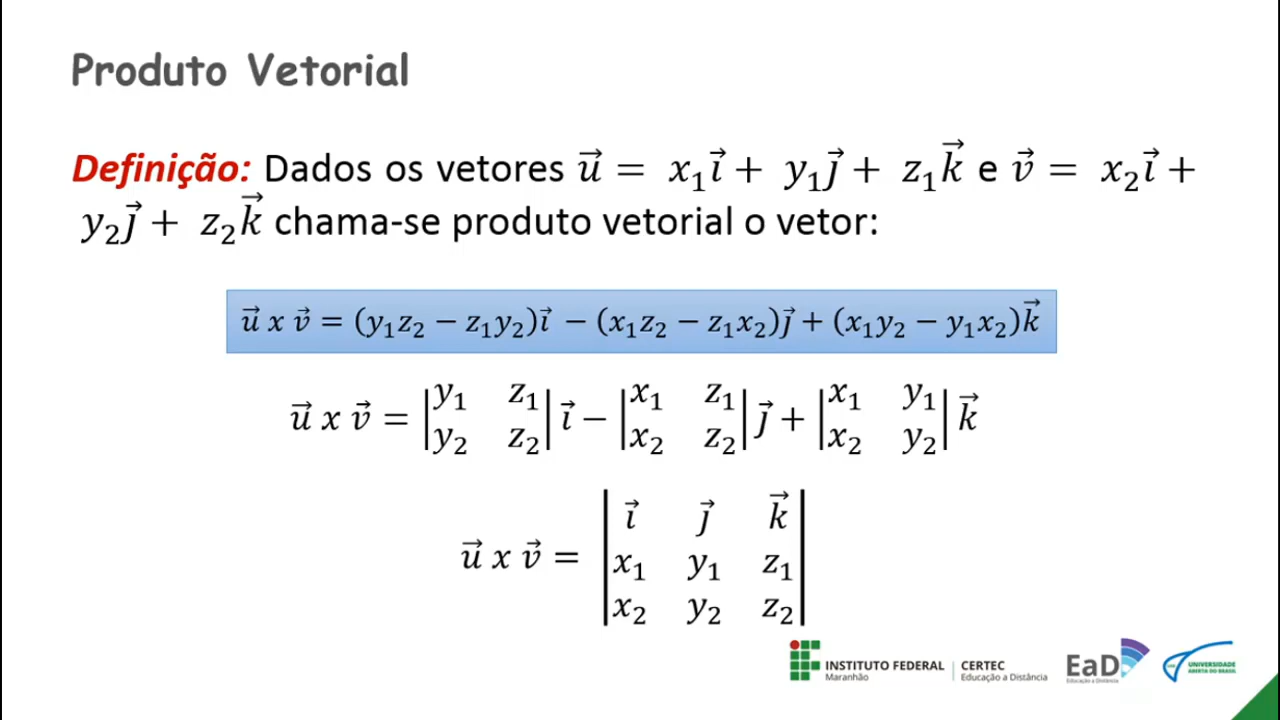 Produto Vetorial
Definição: Dados os vetores u⃗ = x₁i⃗ + y₁j⃗ + z₁k⃗ e v⃗ = x₂i⃗ +
y₂j⃗ + z₂k⃗ chama-se produto vetorial o vetor:
u⃗ x v⃗ = (y₁z₂ − z₁y₂)i⃗ − (x₁z₂ − z₁x₂)j⃗ + (x₁y₂ − y₁x₂)k⃗
u⃗ x v⃗ = |y₁ z₁; y₂ z₂| i⃗ − |x₁ z₁; x₂ z₂| j⃗ + |x₁ y₁; x₂ y₂| k⃗
u⃗ x v⃗ = |i⃗ j⃗ k⃗; x₁ y₁ z₁; x₂ y₂ z₂|
INSTITUTO FEDERAL
Maranhão
CERTEC
Educação a Distância
EaD
Educação a Distância
UNIVERSIDADE
ABERTA DO BRASIL